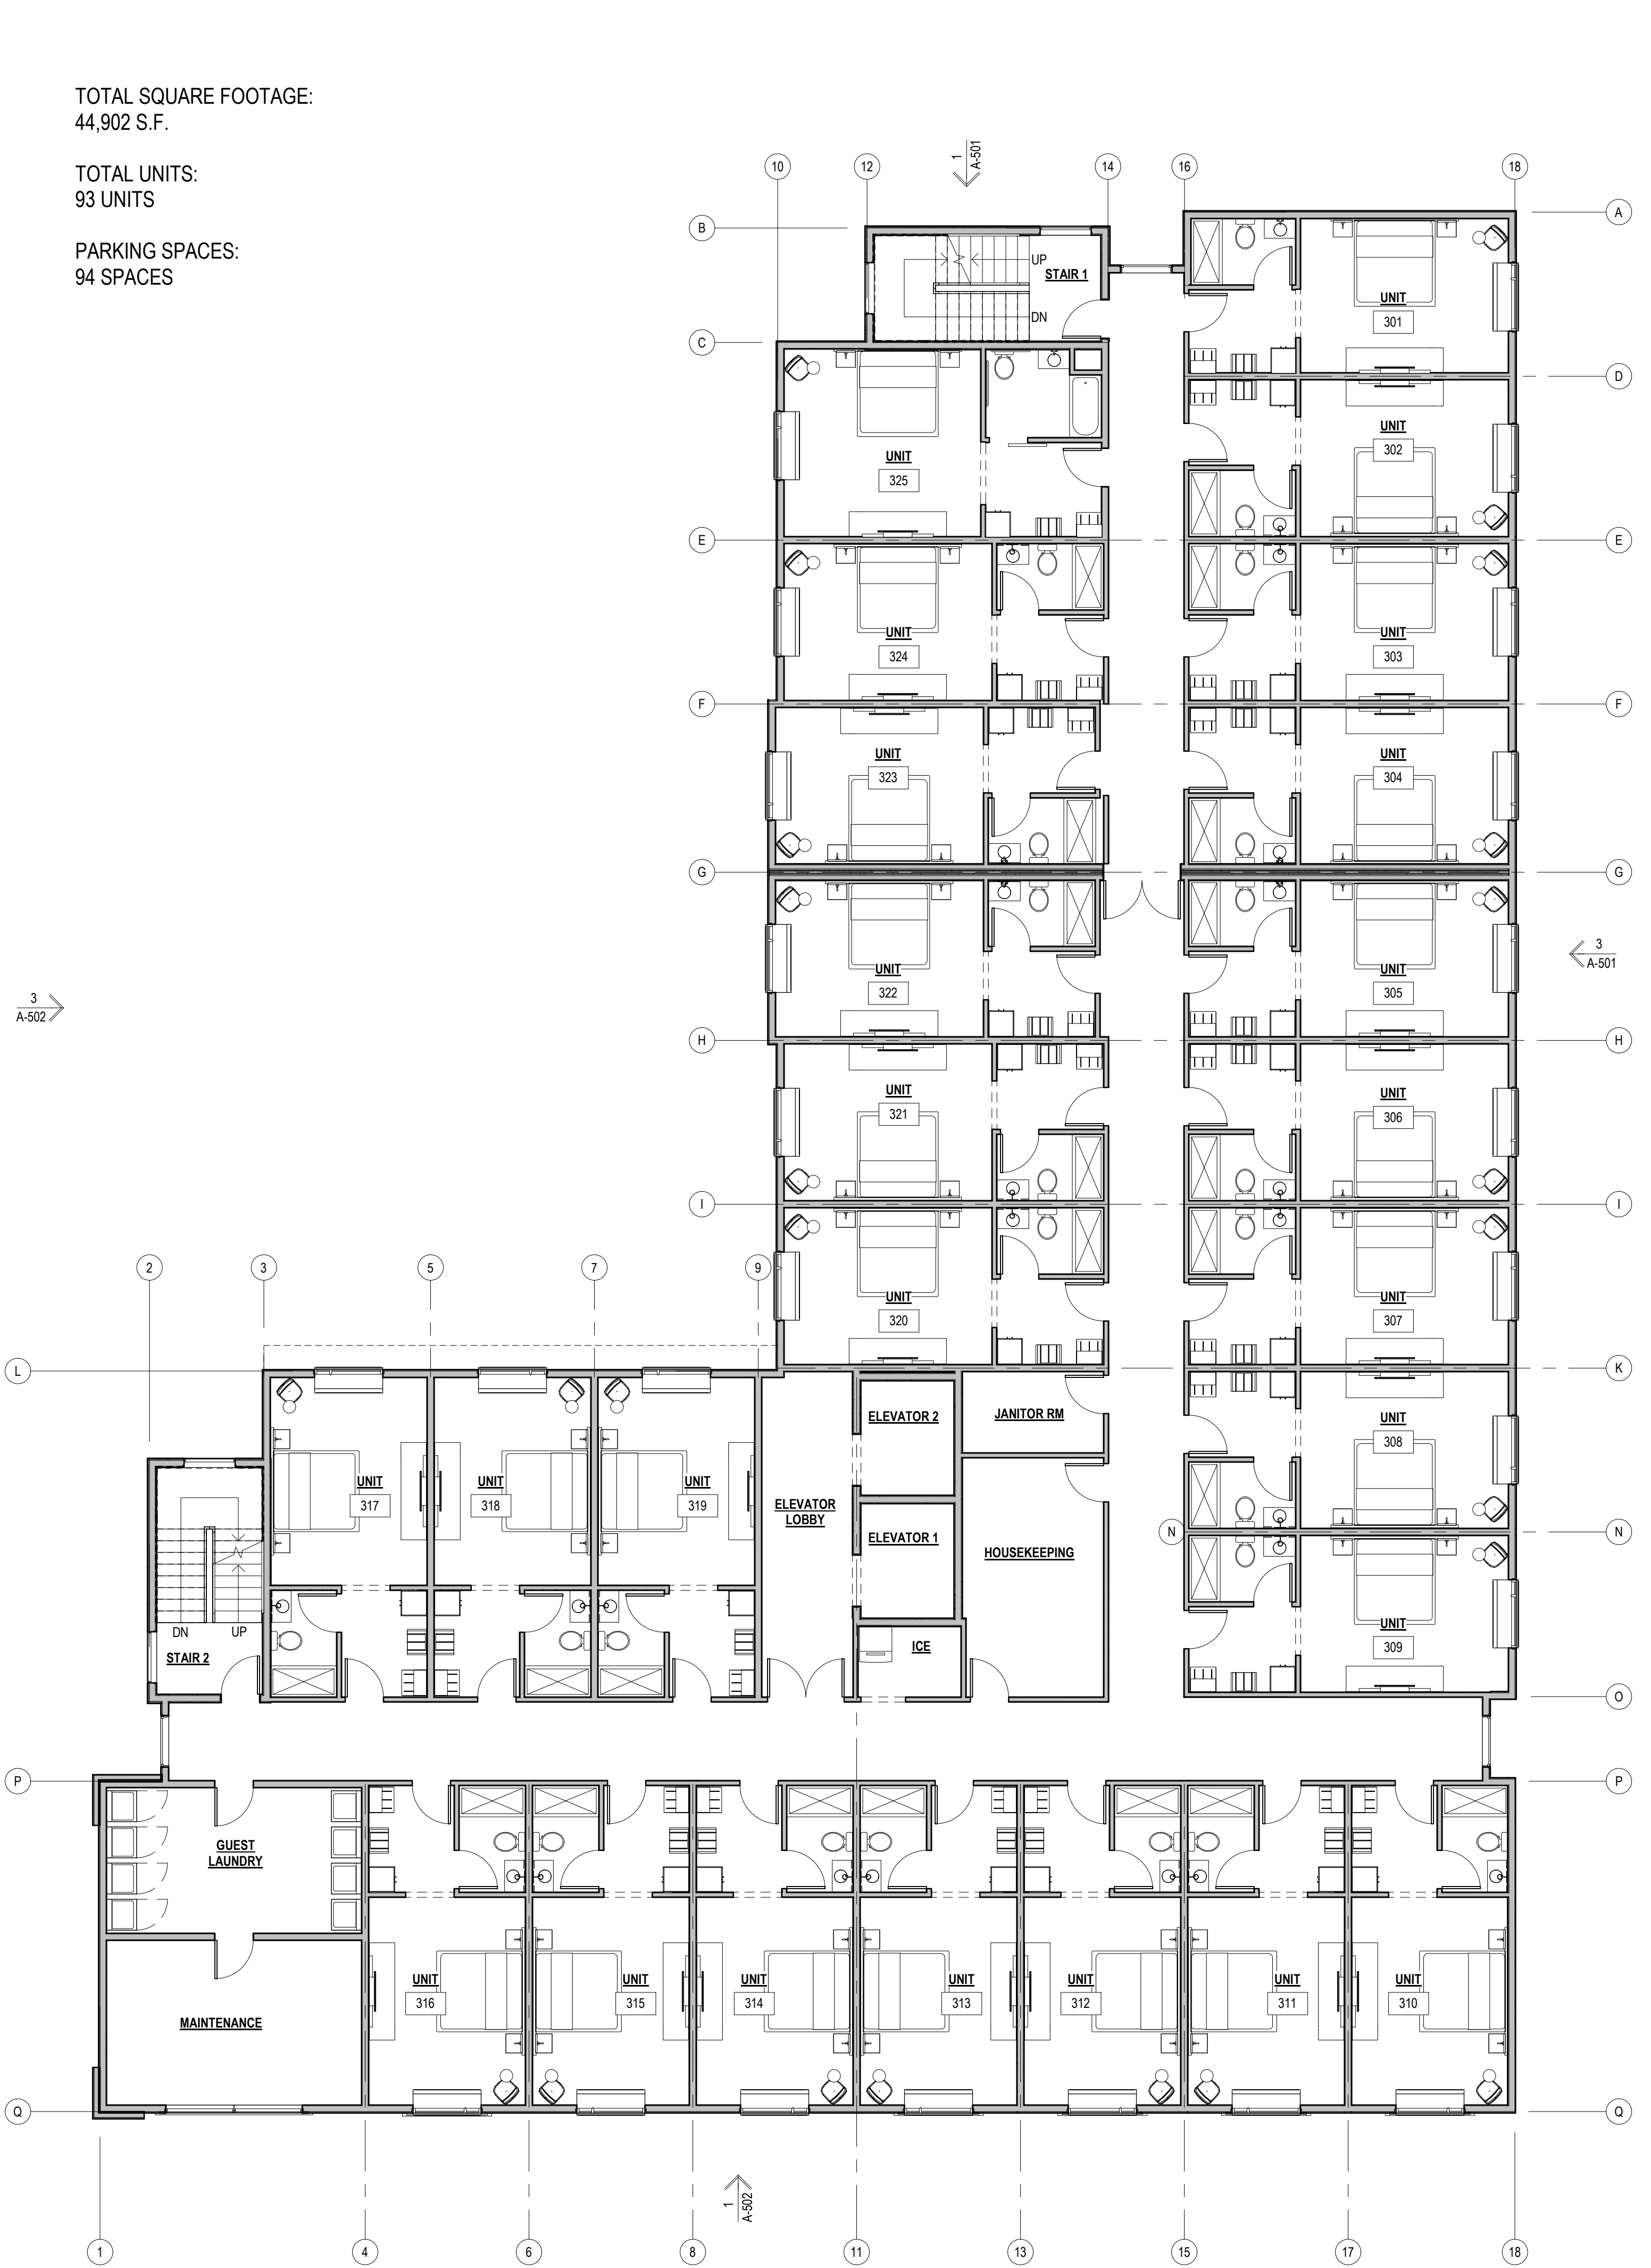 TOTAL SQUARE FOOTAGE:
44,902 S.F.
TOTAL UNITS:
93 UNITS
PARKING SPACES:
94 SPACES
1
A-501
10
12
14
16
18
A
B
UP
STAIR 1
DN
UNIT
301
C
D
UNIT
302
UNIT
325
E
E
UNIT
324
UNIT
303
F
F
UNIT
323
UNIT
304
G
G
3
A-501
UNIT
322
UNIT
305
3
A-502
H
H
UNIT
321
UNIT
306
I
I
2
3
5
7
9
UNIT
320
UNIT
307
L
K
ELEVATOR 2
JANITOR RM
UNIT
308
UNIT
317
UNIT
318
UNIT
319
ELEVATOR
LOBBY
ELEVATOR 1
HOUSEKEEPING
N
N
DN
UP
STAIR 2
ICE
UNIT
309
O
P
P
GUEST
LAUNDRY
MAINTENANCE
UNIT
316
UNIT
315
UNIT
314
UNIT
313
UNIT
312
UNIT
311
UNIT
310
Q
Q
1
A-502
1
4
6
8
11
13
15
17
18